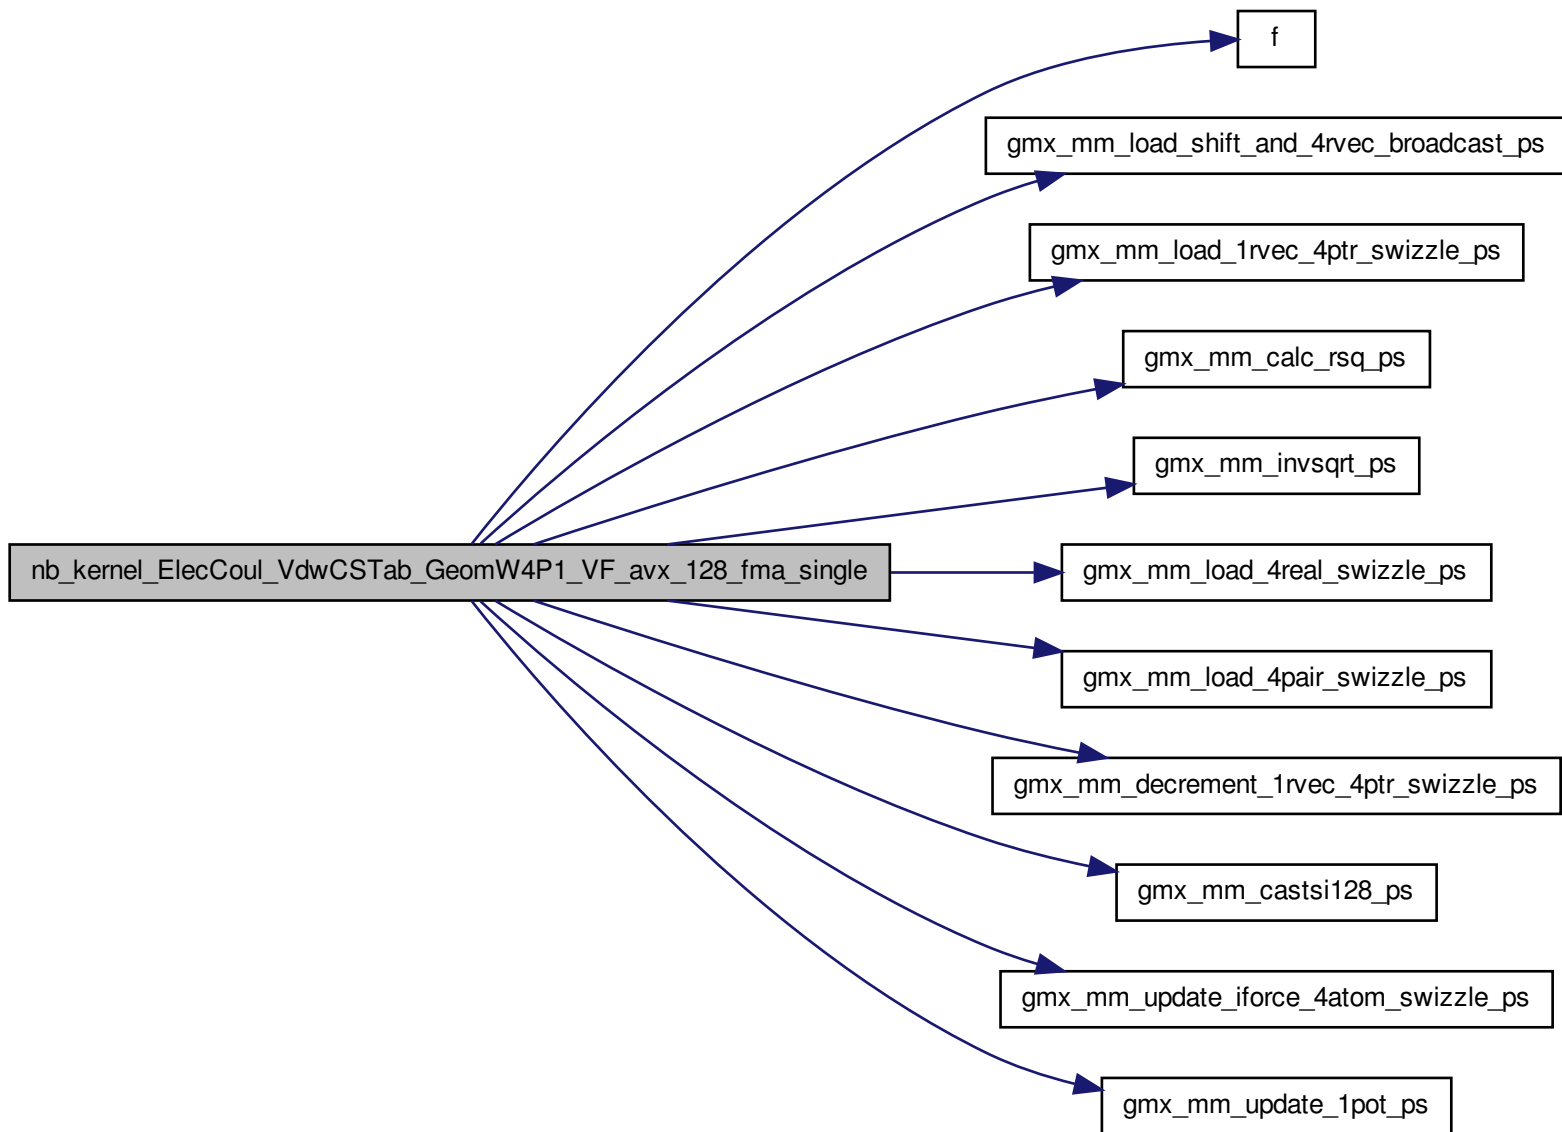 f
gmx_mm_load_shift_and_4rvec_broadcast_ps
gmx_mm_load_1rvec_4ptr_swizzle_ps
gmx_mm_calc_rsq_ps
gmx_mm_invsqrt_ps
nb_kernel_ElecCoul_VdwCSTab_GeomW4P1_VF_avx_128_fma_single
gmx_mm_load_4real_swizzle_ps
gmx_mm_load_4pair_swizzle_ps
gmx_mm_decrement_1rvec_4ptr_swizzle_ps
gmx_mm_castsi128_ps
gmx_mm_update_iforce_4atom_swizzle_ps
gmx_mm_update_1pot_ps